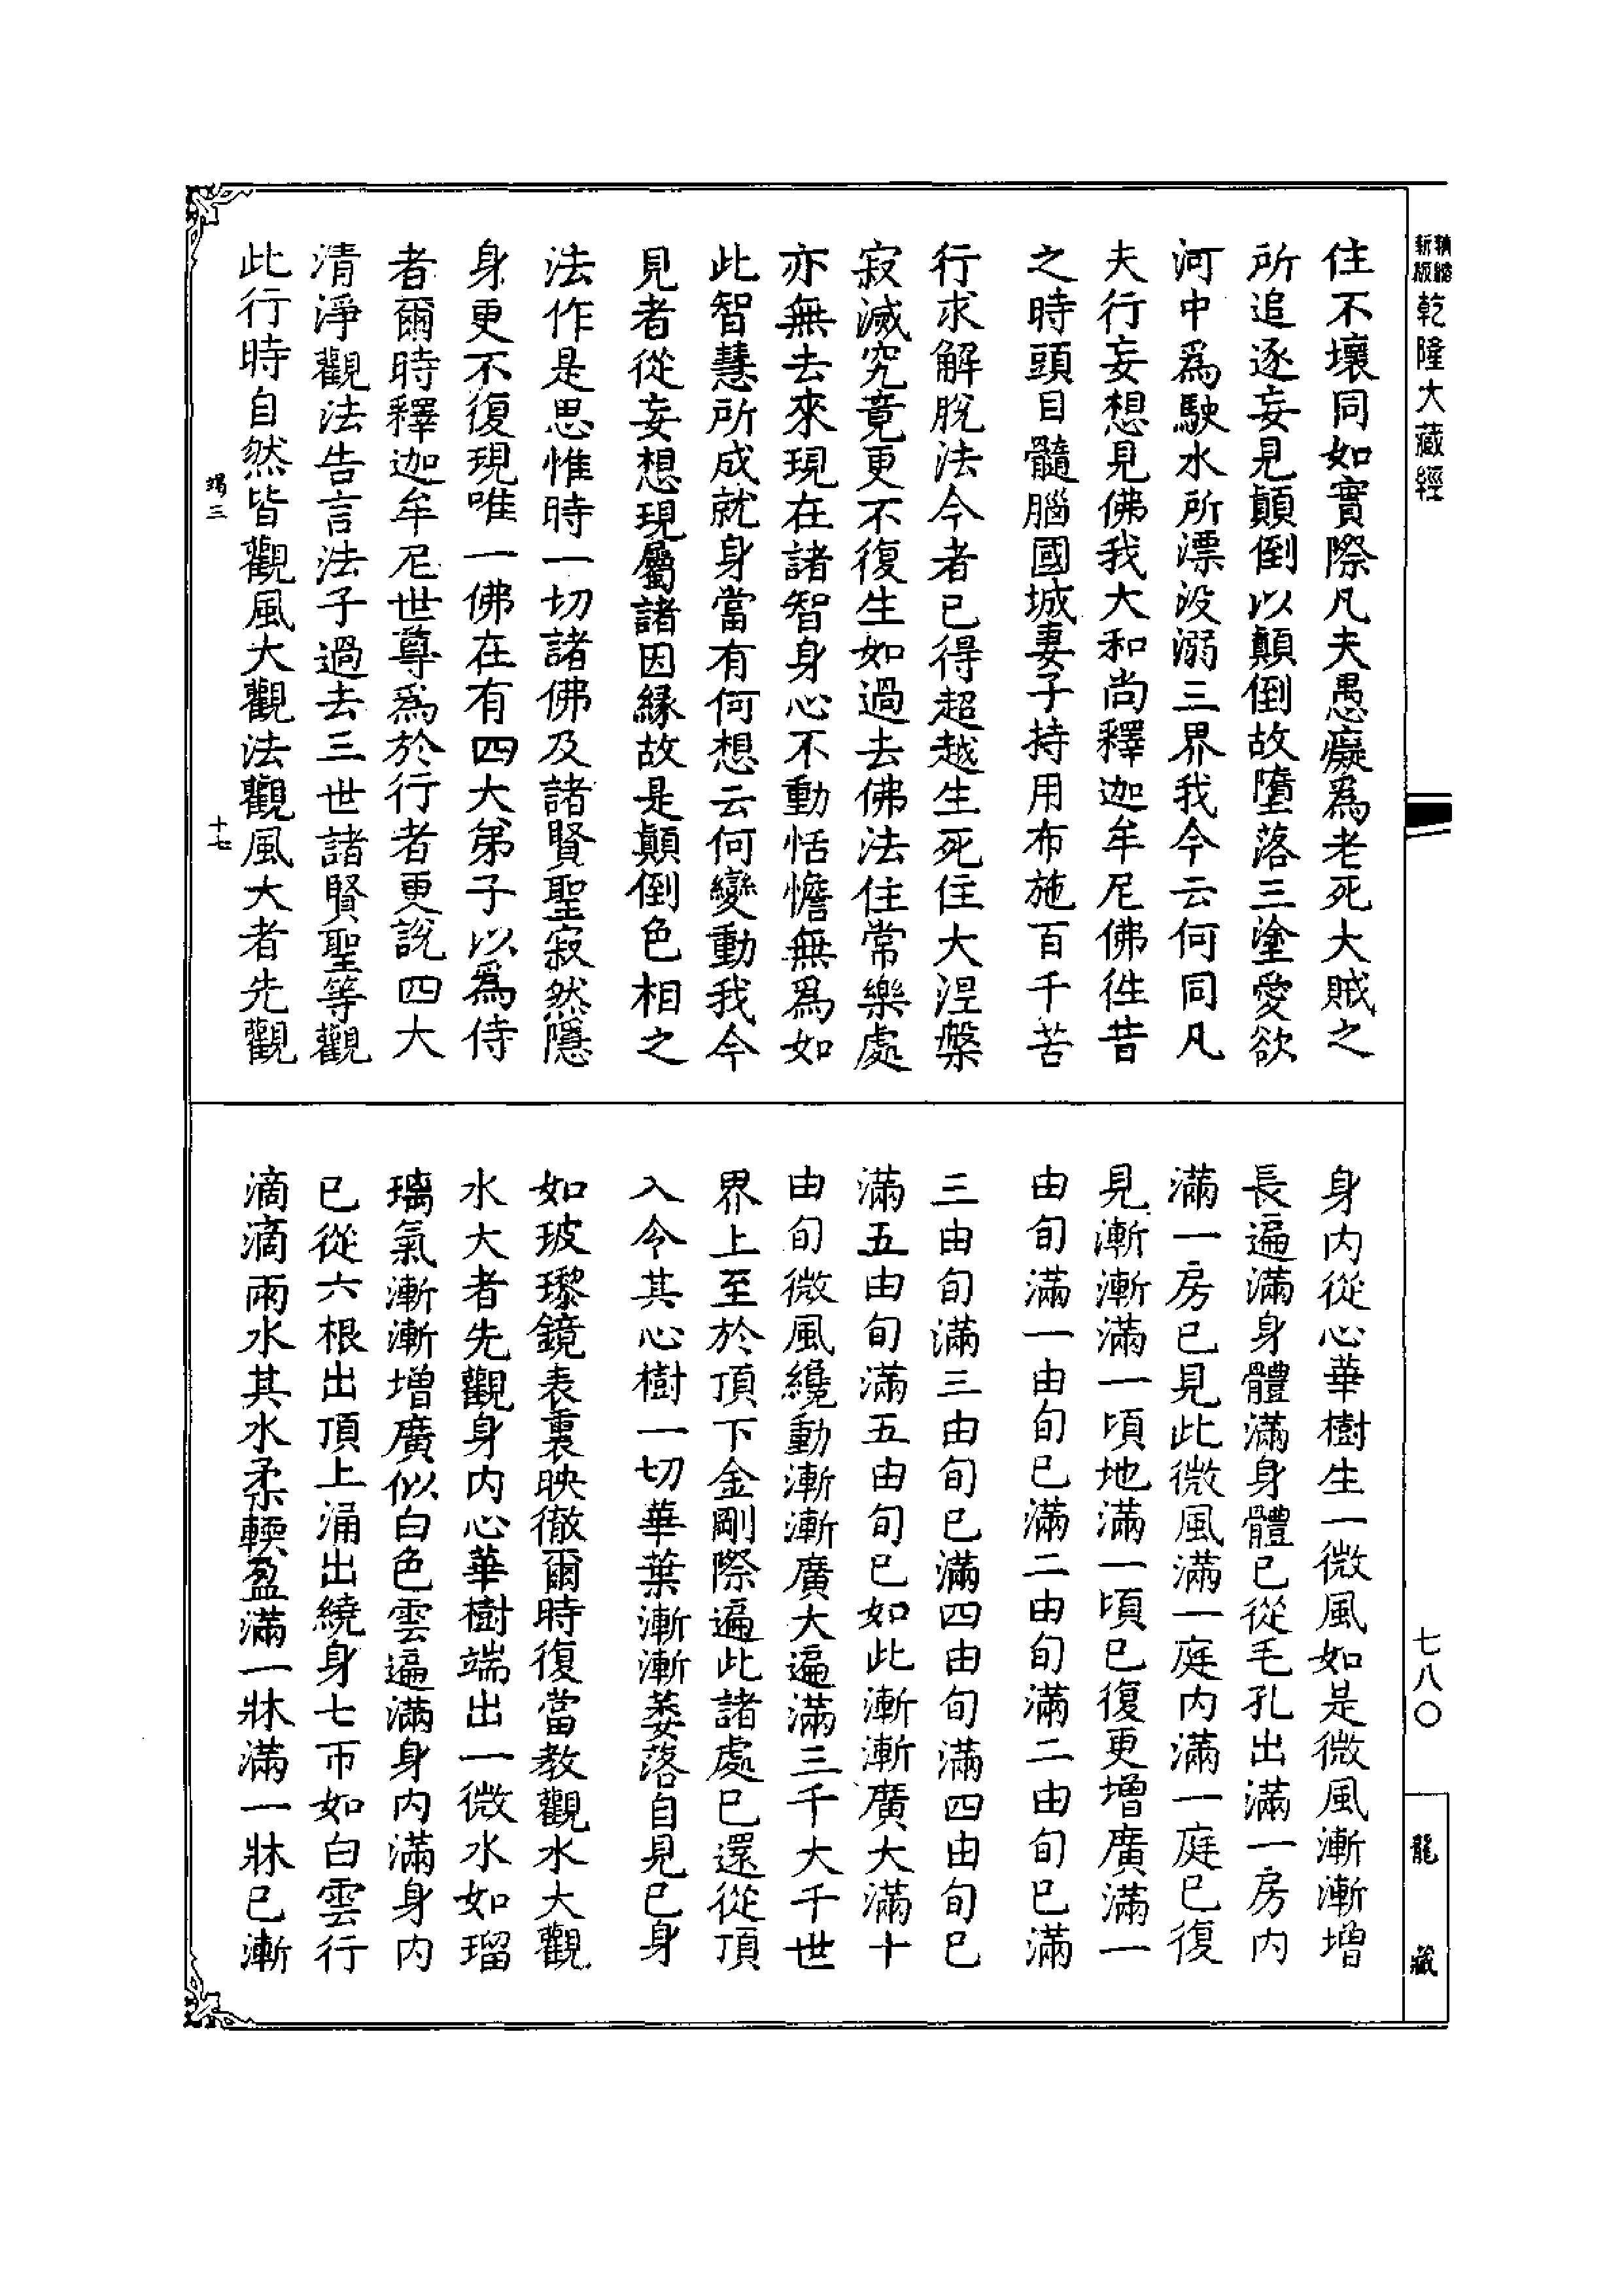 精縮
新版
乾隆大藏經
七八〇
龍藏
住不壞同如實際凡夫愚癡爲老死大賊之
所追逐妄見顛倒以顛倒故墮落三塗愛欲
河中爲駛水所漂没溺三界我今云何同凡
夫行妄想見佛我大和尚釋迦牟尼佛徃昔
之時頭目髓腦國城妻子持用布施百千苦
行求解脫法今者已得超越生死住大涅槃
寂滅究竟更不復生如過去佛法住常樂處
亦無去來現在諸智身心不動恬憺無爲如
此智慧所成就身當有何想云何變動我今
見者從妄想現屬諸因縁故是顛倒色相之
法作是思惟時一切諸佛及諸賢聖寂然隱
身更不復現唯一佛在有四大弟子以爲侍
者爾時釋迦牟尼世尊爲於行者更說四大
清淨觀法告言法子過去三世諸賢聖等觀
此行時自然皆觀風大觀法觀風大者先觀
竭三
十七
身内從心華樹生一微風如是微風漸漸增
長遍滿身體滿身體已從毛孔出滿一房内
滿一房已見此微風滿一庭内滿一庭已復
見漸漸滿一頃地滿一頃已復更增廣滿一
由旬滿一由旬已滿二由旬滿二由旬已滿
三由旬滿三由旬已滿四由旬滿四由旬已
滿五由旬滿五由旬已如此漸漸廣大滿十
由旬微風纔動漸漸廣大遍滿三千大千世
界上至於頂下金剛際遍此諸處已還從頂
入今其心樹一切華葉漸漸萎落自見已身
如玻瓈鏡表裏映徹爾時復當教觀水大觀
水大者先觀身内心華樹端出一微水如瑠
璃氣漸漸增廣似白色雲遍滿身内滿身内
已從六根出頂上涌出繞身七帀如白雲行
滴滴雨水其水柔輭盈滿一牀滿一牀已漸